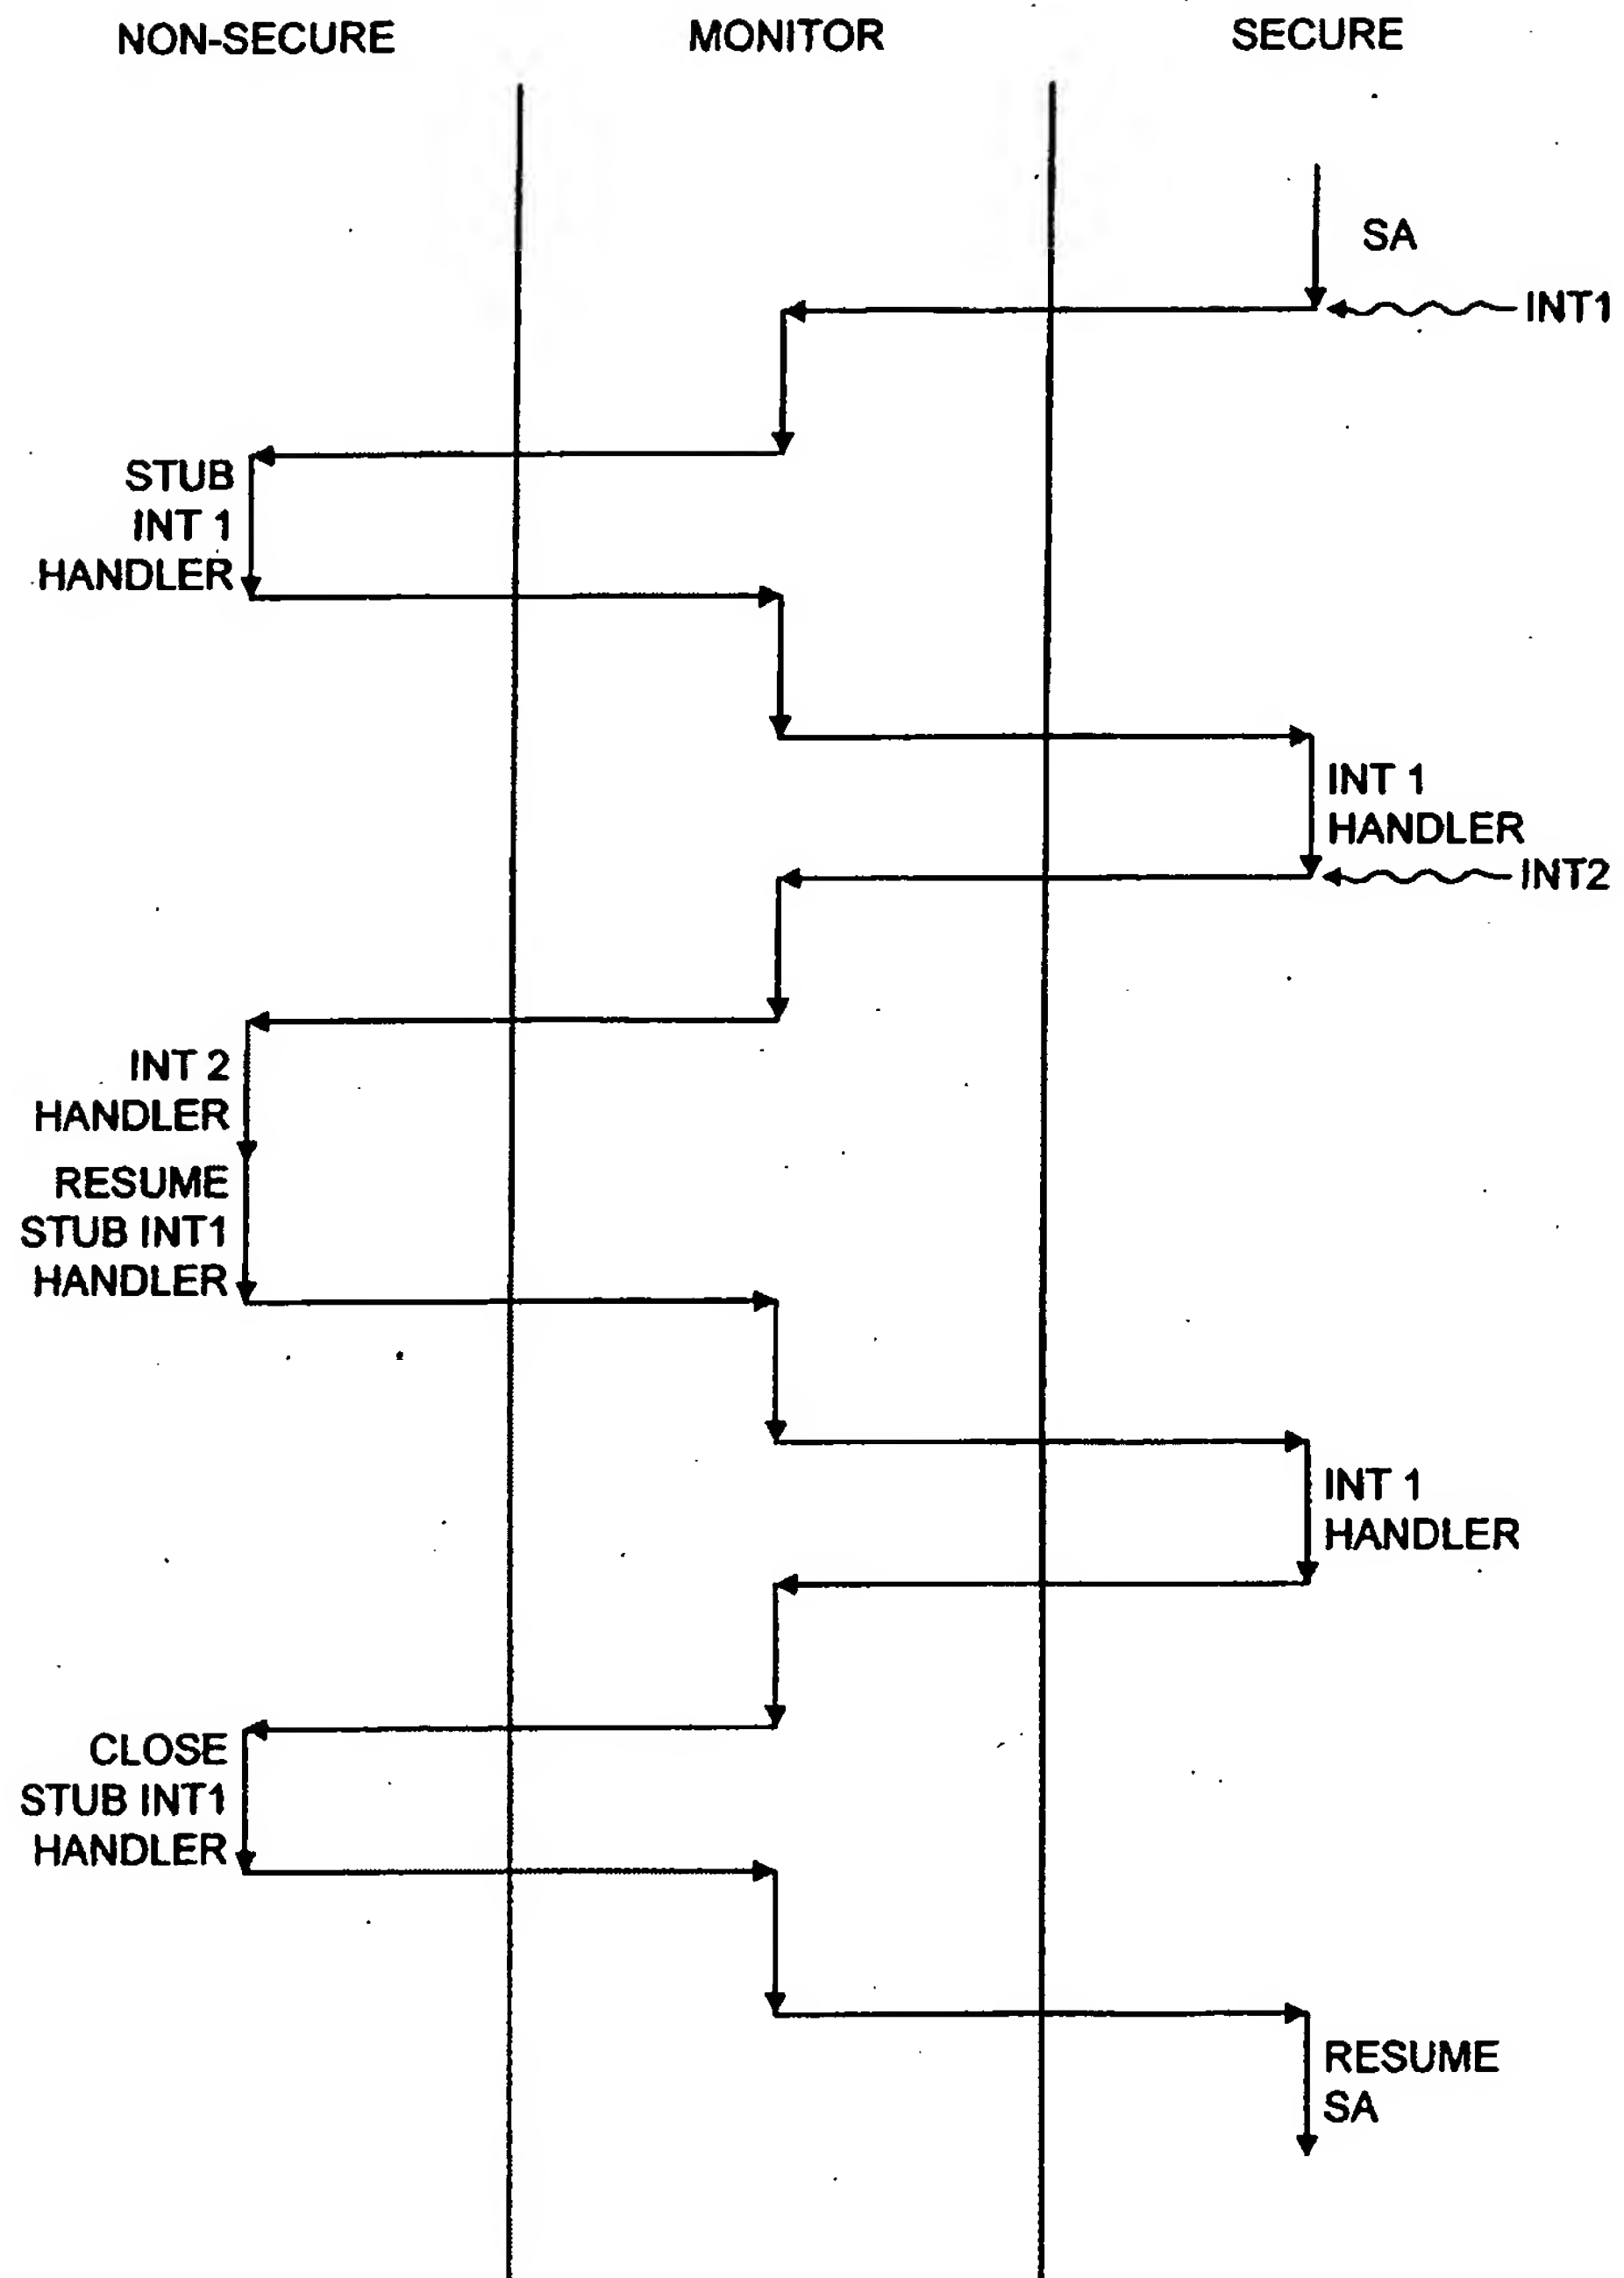 NON-SECURE MONITOR SECURE
SA
INT1
STUB
INT 1
HANDLER
INT 1
HANDLER
INT2
INT 2
HANDLER
RESUME
STUB INT1
HANDLER
INT 1
HANDLER
CLOSE
STUB INT1
HANDLER
RESUME
SA